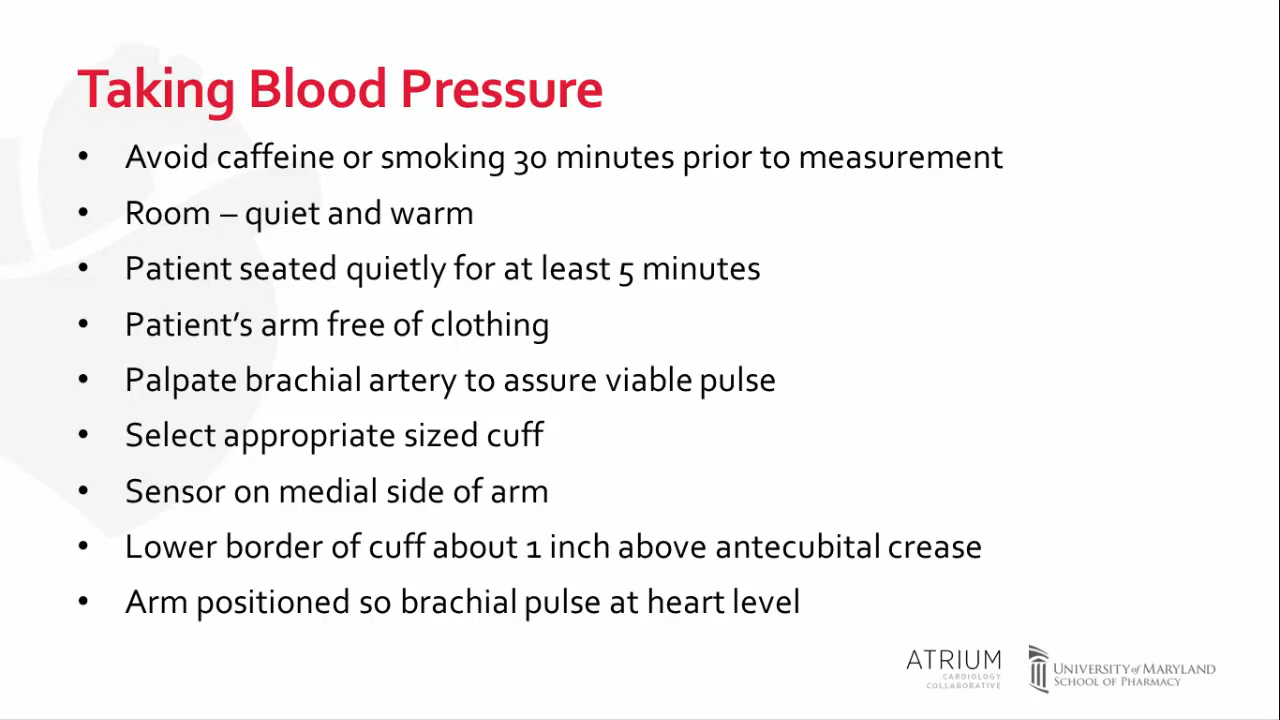 Taking Blood Pressure
• Avoid caffeine or smoking 30 minutes prior to measurement
• Room – quiet and warm
• Patient seated quietly for at least 5 minutes
• Patient’s arm free of clothing
• Palpate brachial artery to assure viable pulse
• Select appropriate sized cuff
• Sensor on medial side of arm
• Lower border of cuff about 1 inch above antecubital crease
• Arm positioned so brachial pulse at heart level
ATRIUM
CARDIOLOGY
COLLABORATIVE
UNIVERSITY of MARYLAND
SCHOOL OF PHARMACY